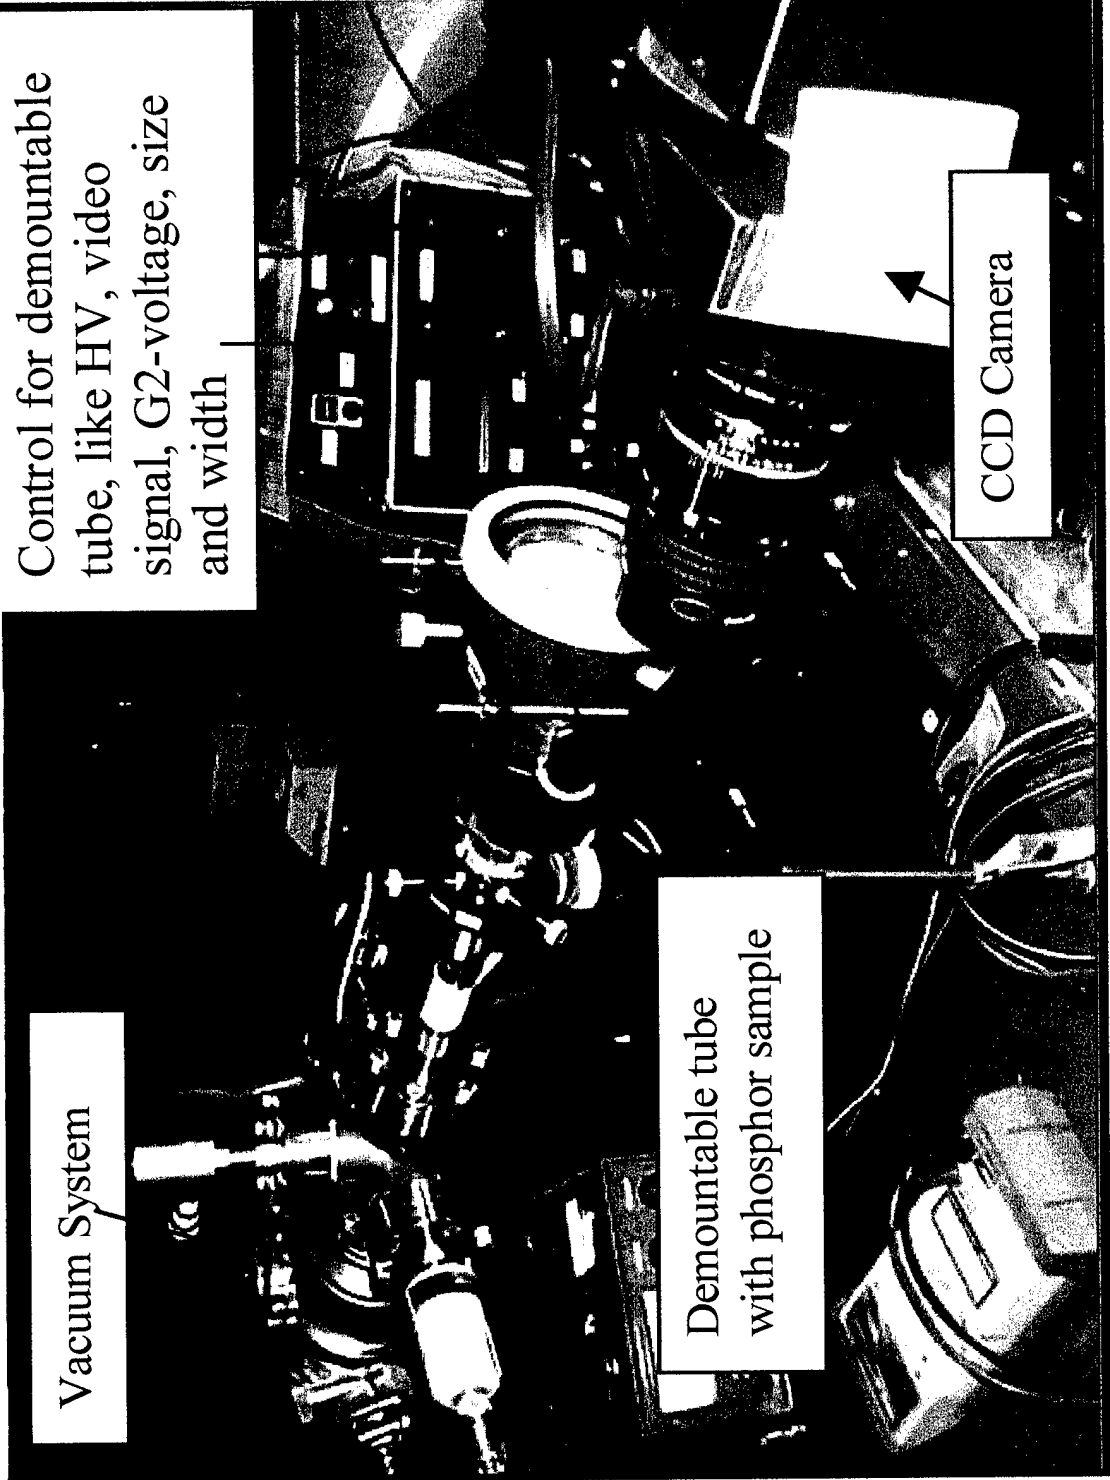 Vacuum System
Control for demountable
tube, like HV, video
signal, G2-voltage, size
and width
Demountable tube
with phosphor sample
CCD Camera